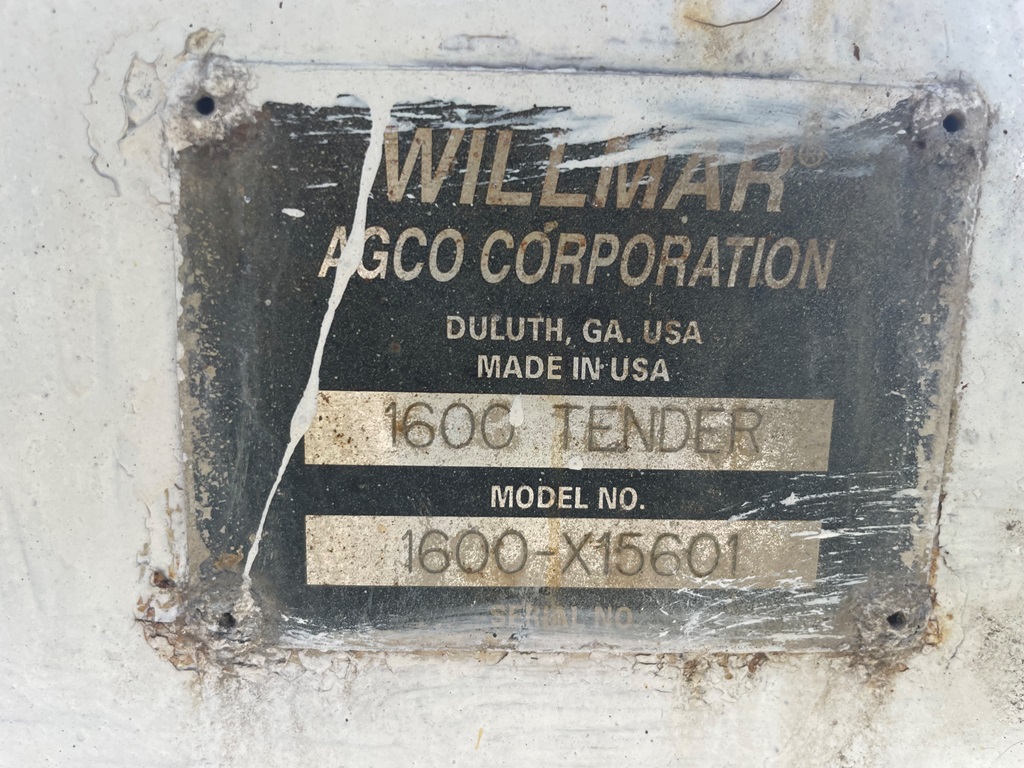 WILLMAR®
AGCO CORPORATION
DULUTH, GA. USA
MADE IN USA
1600 TENDER
MODEL NO.
1600-X15601
SERIAL NO.